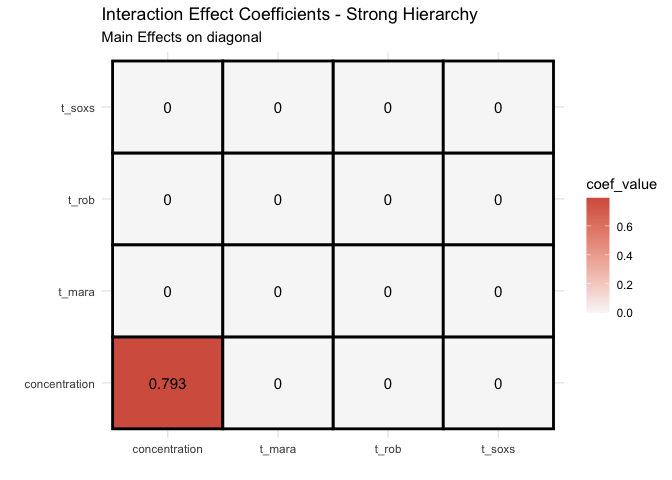 Interaction Effect Coefficients - Strong Hierarchy
Main Effects on diagonal
t_soxs 0 0 0 0
t_rob 0 0 0 0
t_mara 0 0 0 0
concentration 0.793 0 0 0
concentration t_mara t_rob t_soxs
coef_value
0.6
0.4
0.2
0.0